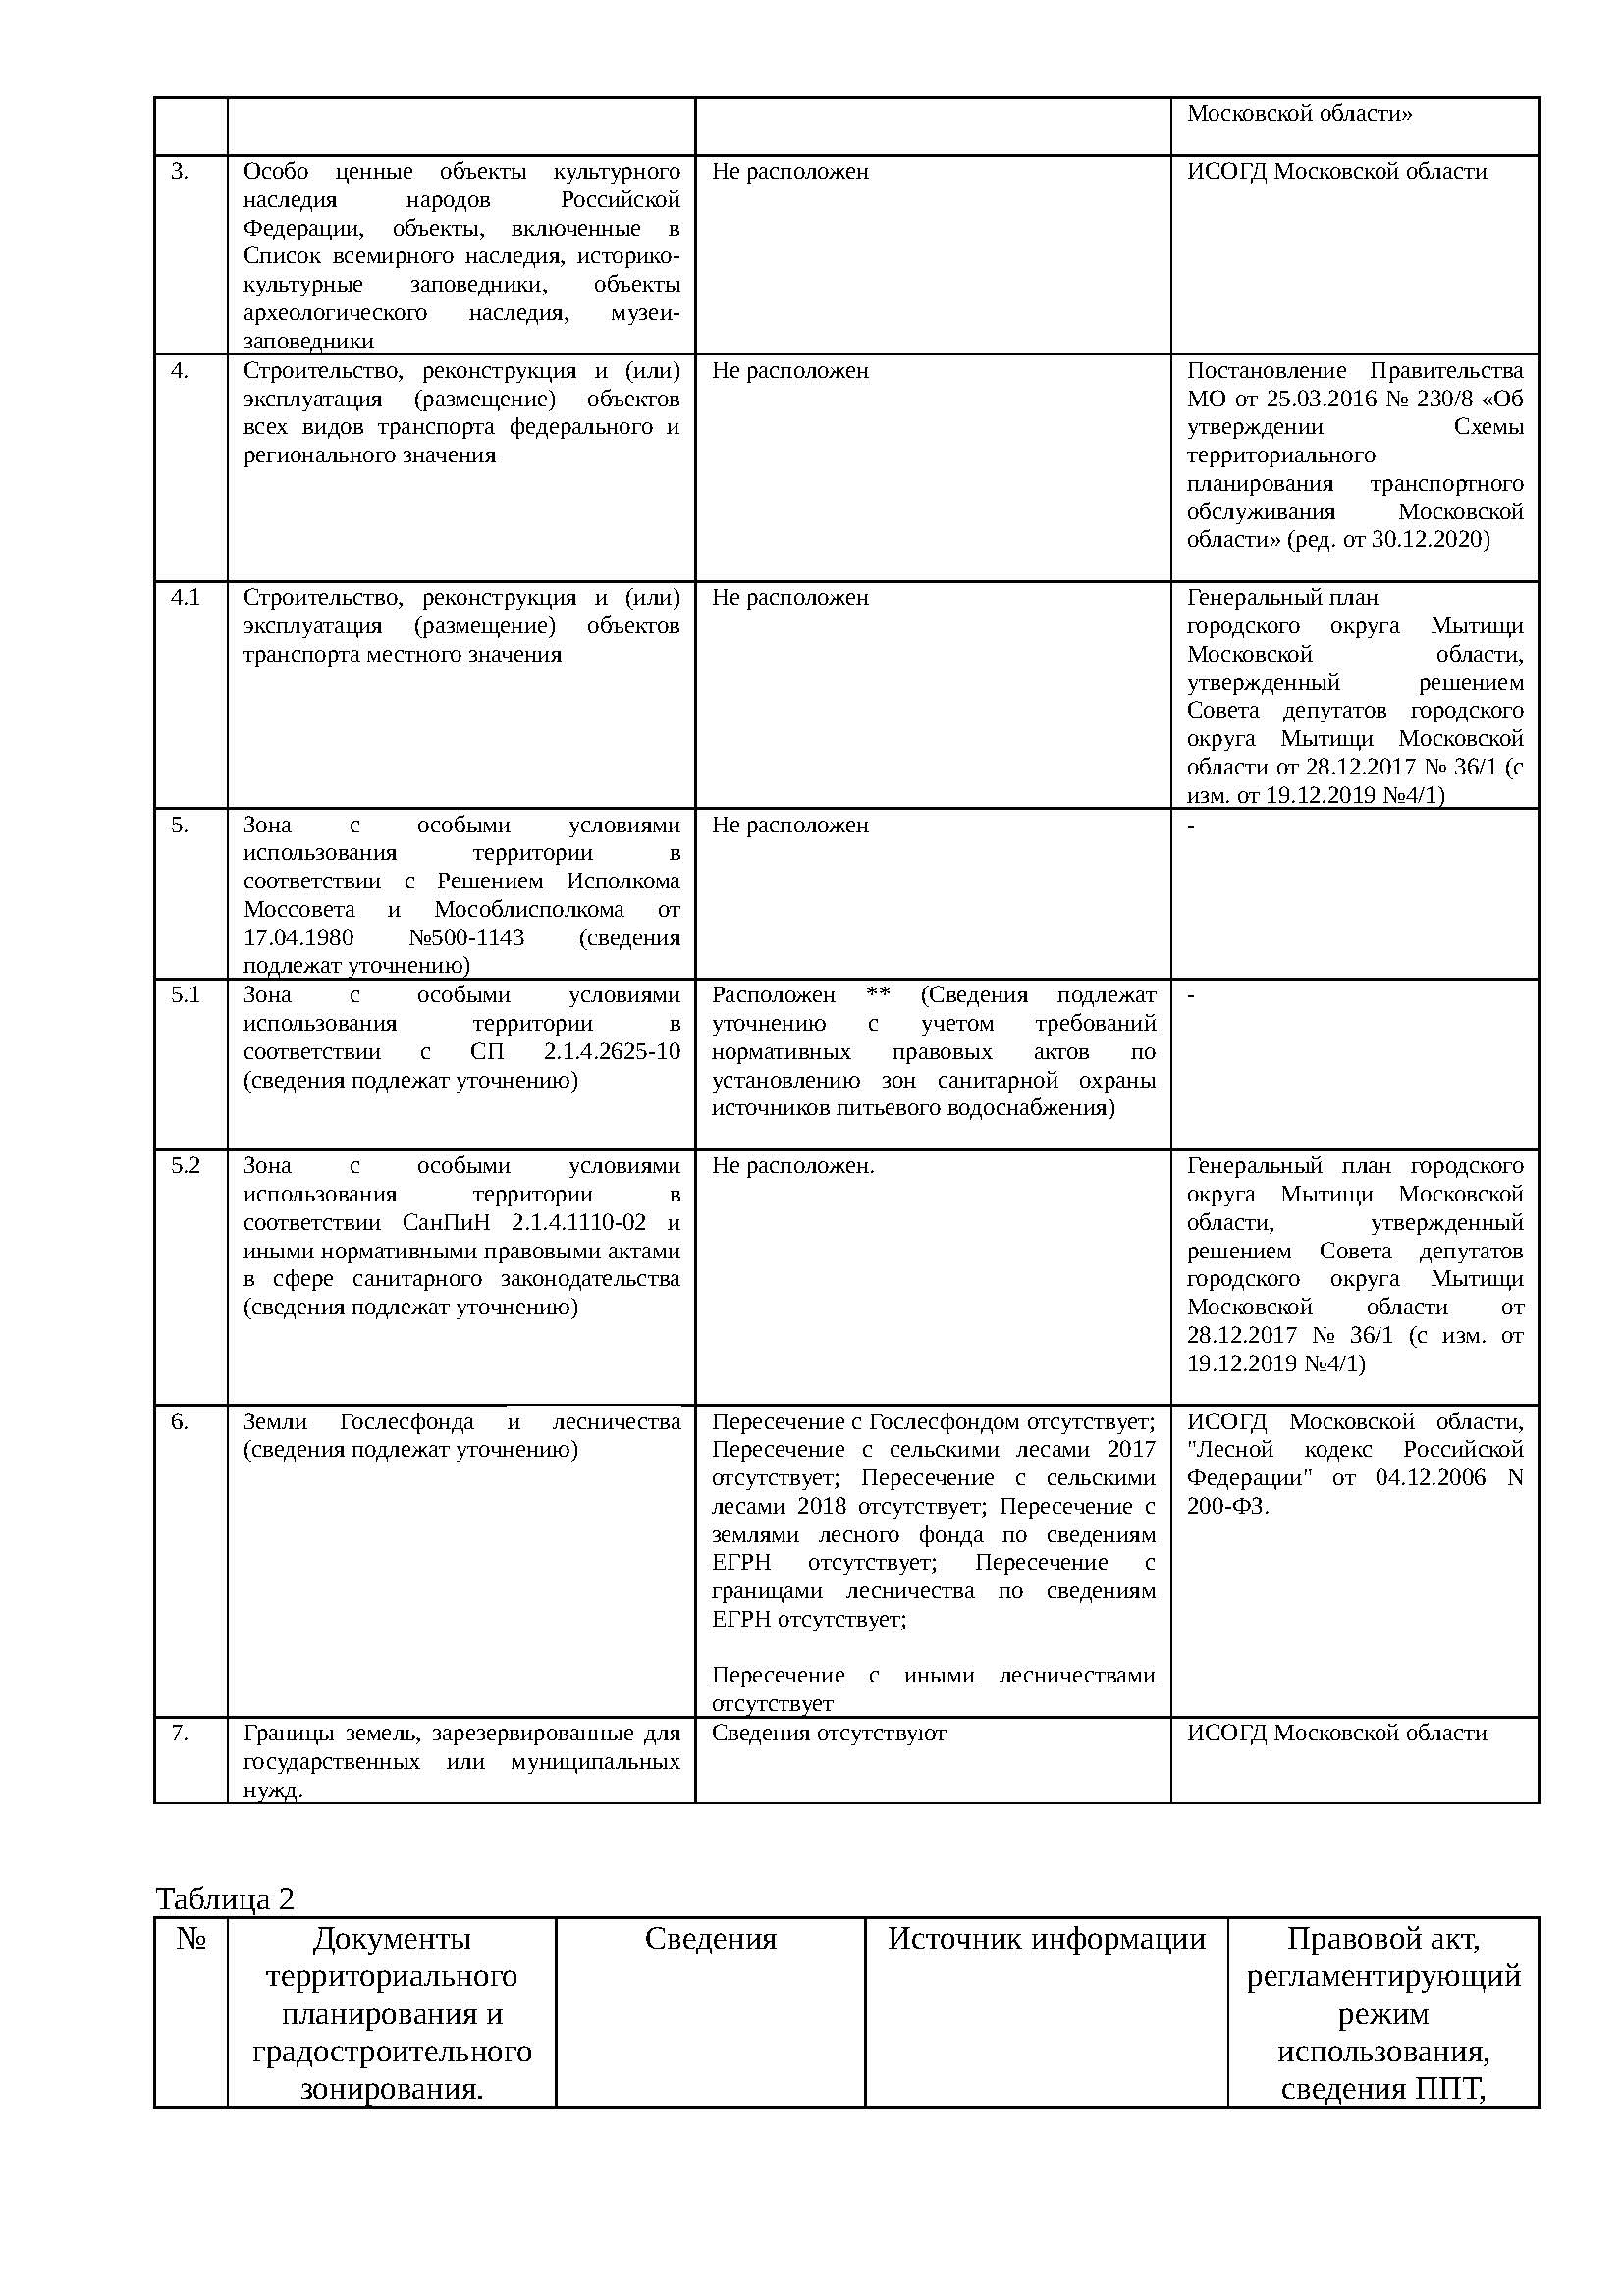 Московской области»
3.
Особо ценные объекты культурного
наследия народов Российской
Федерации, объекты, включенные в
Список всемирного наследия, историко-
культурные заповедники, объекты
археологического наследия, музеи-
заповедники
Не расположен
ИСОГД Московской области
4.
Строительство, реконструкция и (или)
эксплуатация (размещение) объектов
всех видов транспорта федерального и
регионального значения
Не расположен
Постановление Правительства
МО от 25.03.2016 № 230/8 «Об
утверждении Схемы
территориального
планирования транспортного
обслуживания Московской
области» (ред. от 30.12.2020)
4.1
Строительство, реконструкция и (или)
эксплуатация (размещение) объектов
транспорта местного значения
Не расположен
Генеральный план
городского округа Мытищи
Московской области,
утвержденный решением
Совета депутатов городского
округа Мытищи Московской
области от 28.12.2017 № 36/1 (с
изм. от 19.12.2019 №4/1)
5.
Зона с особыми условиями
использования территории в
соответствии с Решением Исполкома
Моссовета и Мособлисполкома от
17.04.1980 №500-1143 (сведения
подлежат уточнению)
Не расположен
-
5.1
Зона с особыми условиями
использования территории в
соответствии с СП 2.1.4.2625-10
(сведения подлежат уточнению)
Расположен ** (Сведения подлежат
уточнению с учетом требований
нормативных правовых актов по
установлению зон санитарной охраны
источников питьевого водоснабжения)
-
5.2
Зона с особыми условиями
использования территории в
соответствии СанПиН 2.1.4.1110-02 и
иными нормативными правовыми актами
в сфере санитарного законодательства
(сведения подлежат уточнению)
Не расположен.
Генеральный план городского
округа Мытищи Московской
области, утвержденный
решением Совета депутатов
городского округа Мытищи
Московской области от
28.12.2017 № 36/1 (с изм. от
19.12.2019 №4/1)
6.
Земли Гослесфонда и лесничества
(сведения подлежат уточнению)
Пересечение с Гослесфондом отсутствует;
Пересечение с сельскими лесами 2017
отсутствует; Пересечение с сельскими
лесами 2018 отсутствует; Пересечение с
землями лесного фонда по сведениям
ЕГРН отсутствует; Пересечение с
границами лесничества по сведениям
ЕГРН отсутствует;
Пересечение с иными лесничествами
отсутствует
ИСОГД Московской области,
"Лесной кодекс Российской
Федерации" от 04.12.2006 N
200-ФЗ.
7.
Границы земель, зарезервированные для
государственных или муниципальных
нужд.
Сведения отсутствуют
ИСОГД Московской области
Таблица 2
№
Документы
территориального
планирования и
градостроительного
зонирования.
Сведения
Источник информации
Правовой акт,
регламентирующий
режим
использования,
сведения ППТ,